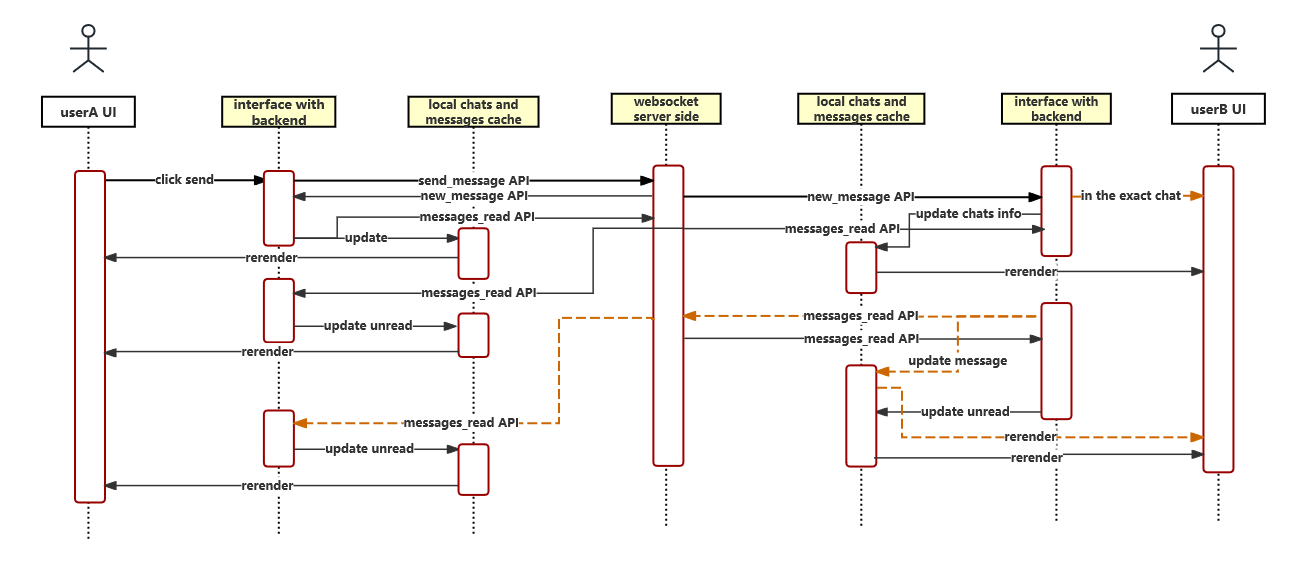 userA UI
interface with
backend
local chats and
messages cache
websocket
server side
local chats and
messages cache
interface with
backend
userB UI
click send
send_message API
new_message API
new_message API
in the exact chat
messages_read API
update chats info
update
messages_read API
rerender
rerender
messages_read API
messages_read API
update unread
messages_read API
rerender
update message
update unread
messages_read API
rerender
update unread
rerender
rerender